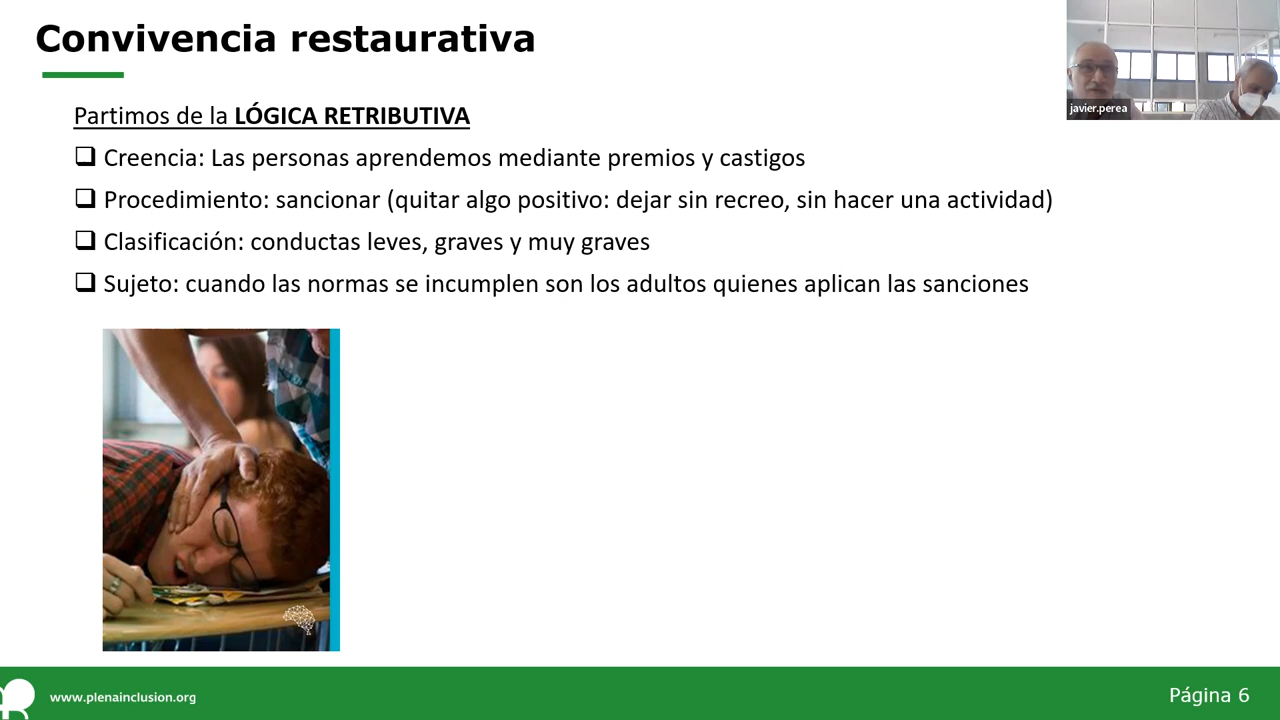 Convivencia restaurativa
javier.perea
Partimos de la LÓGICA RETRIBUTIVA
Creencia: Las personas aprendemos mediante premios y castigos
Procedimiento: sancionar (quitar algo positivo: dejar sin recreo, sin hacer una actividad)
Clasificación: conductas leves, graves y muy graves
Sujeto: cuando las normas se incumplen son los adultos quienes aplican las sanciones
www.plenainclusion.org
Página 6